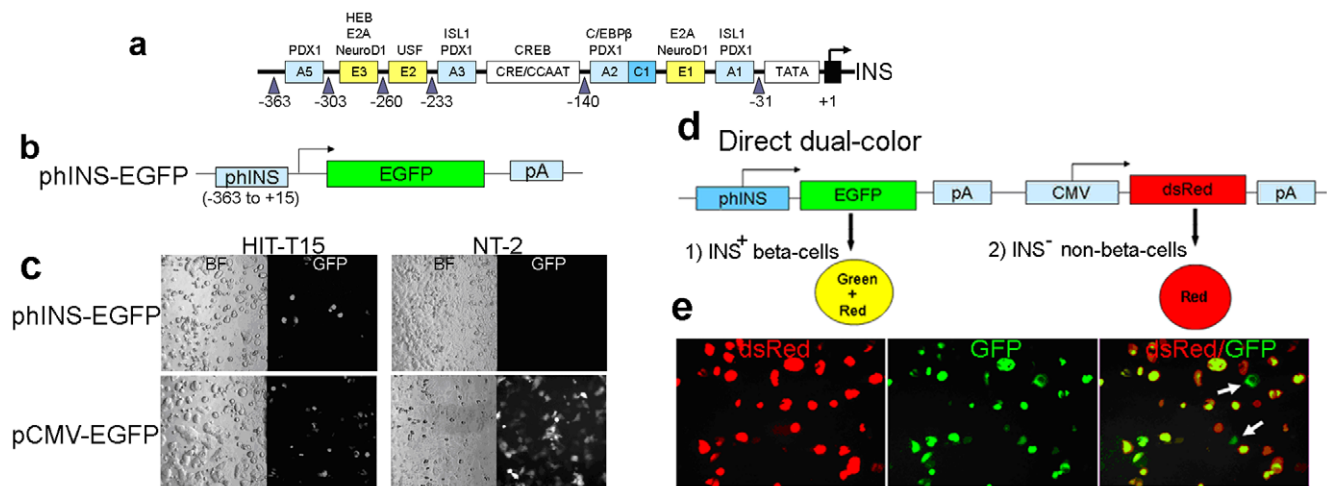 a
HEB
E2A
C/EBPβ
E2A
ISL1
ISL1
PDX1
NeuroD1
USF
PDX1
CREB
PDX1
NeuroD1
PDX1
A5
E3
E2
A3
CRE/CCAAT
A2
C1
E1
A1
TATA
INS
-363
-303
-260
-233
-140
-31
+1
b
phINS-EGFP
phINS
EGFP
pA
(-363 to +15)
c
HIT-T15
NT-2
BF
GFP
BF
GFP
phINS-EGFP
pCMV-EGFP
d
Direct dual-color
phINS
EGFP
pA
CMV
dsRed
pA
1) INS+ beta-cells
2) INS- non-beta-cells
Green
+
Red
Red
e
dsRed
GFP
dsRed/GFP